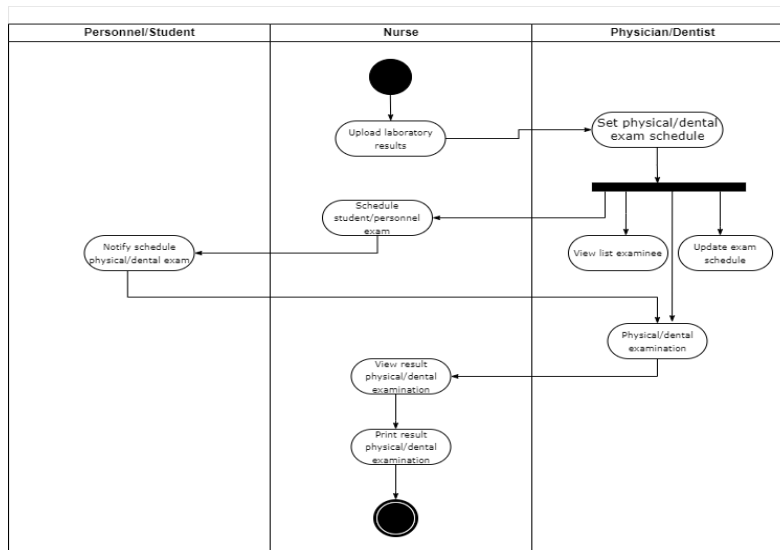 Personnel/Student
Nurse
Physician/Dentist
Upload laboratory
results
Set physical/dental
exam schedule
Schedule
student/personnel
exam
Notify schedule
physical/dental exam
View list examinee
Update exam
schedule
Physical/dental
examination
View result
physical/dental
examination
Print result
physical/dental
examination